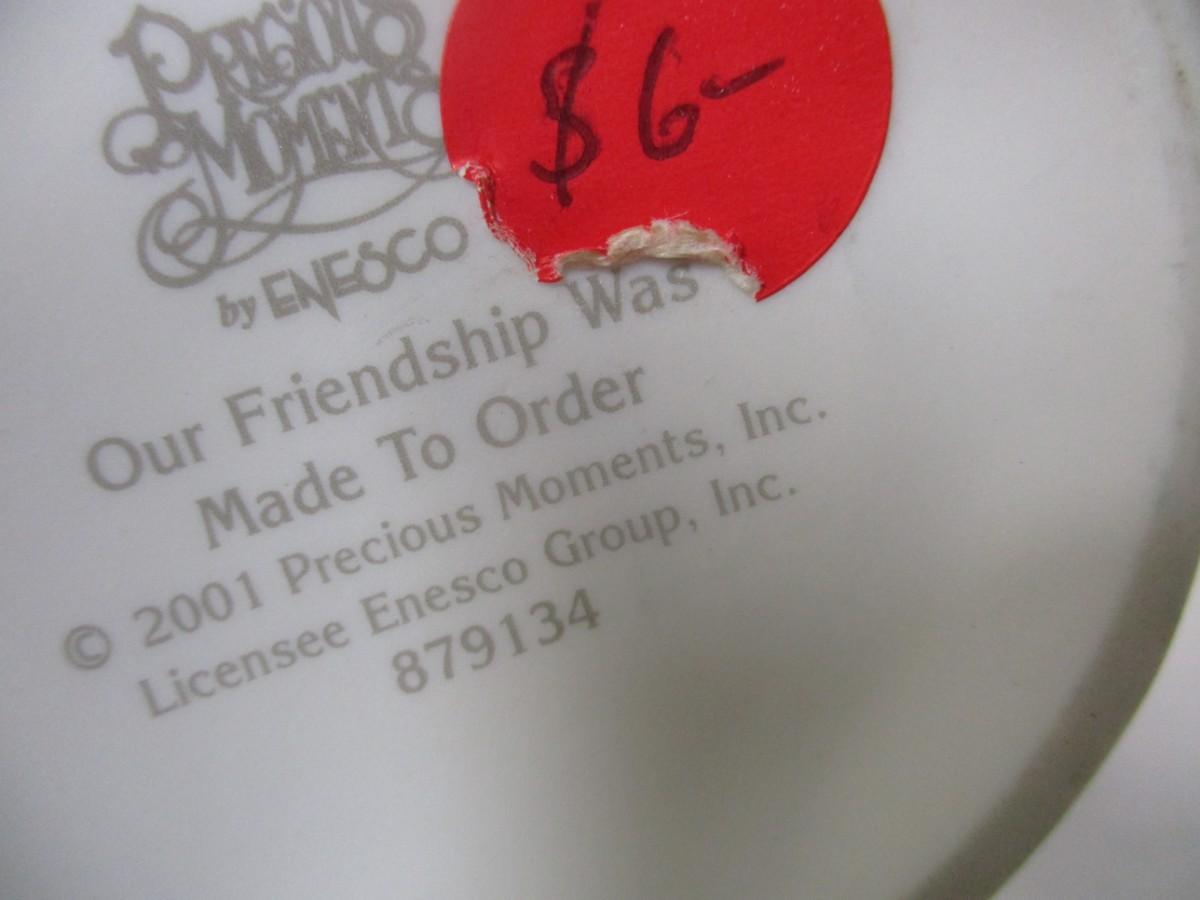 PRECIOUS
MOMENTS
$6-
by ENESCO
Our Friendship Was
Made To Order
© 2001 Precious Moments, Inc.
Licensee Enesco Group, Inc.
879134